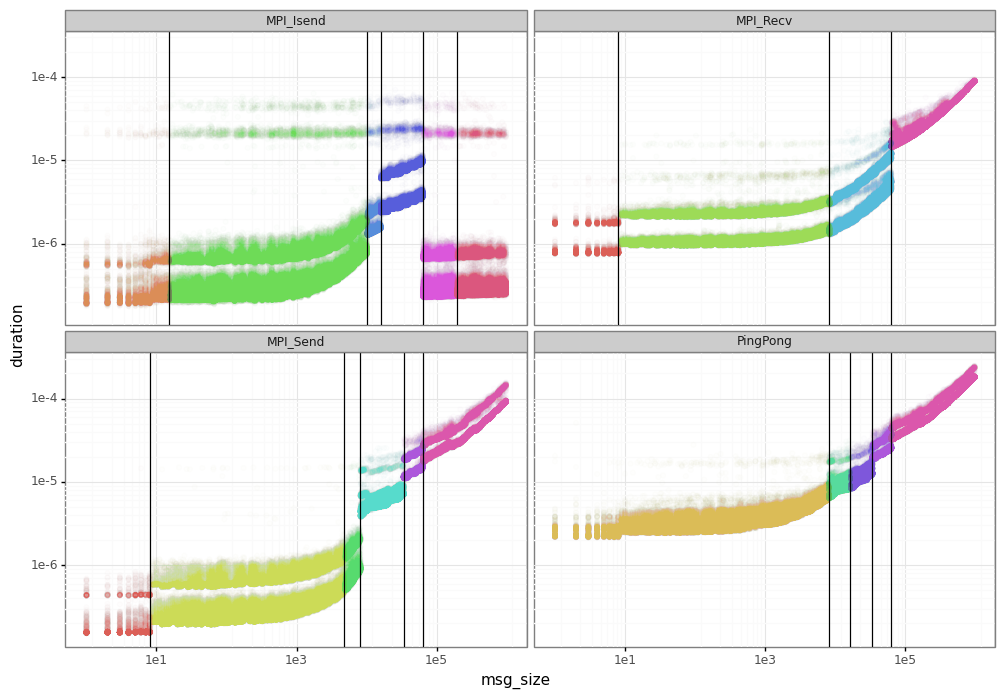 MPI_Isend
MPI_Recv
1e-4
1e-5
1e-6
MPI_Send
PingPong
1e-4
1e-5
1e-6
duration
1e1
1e3
1e5
1e1
1e3
1e5
msg_size